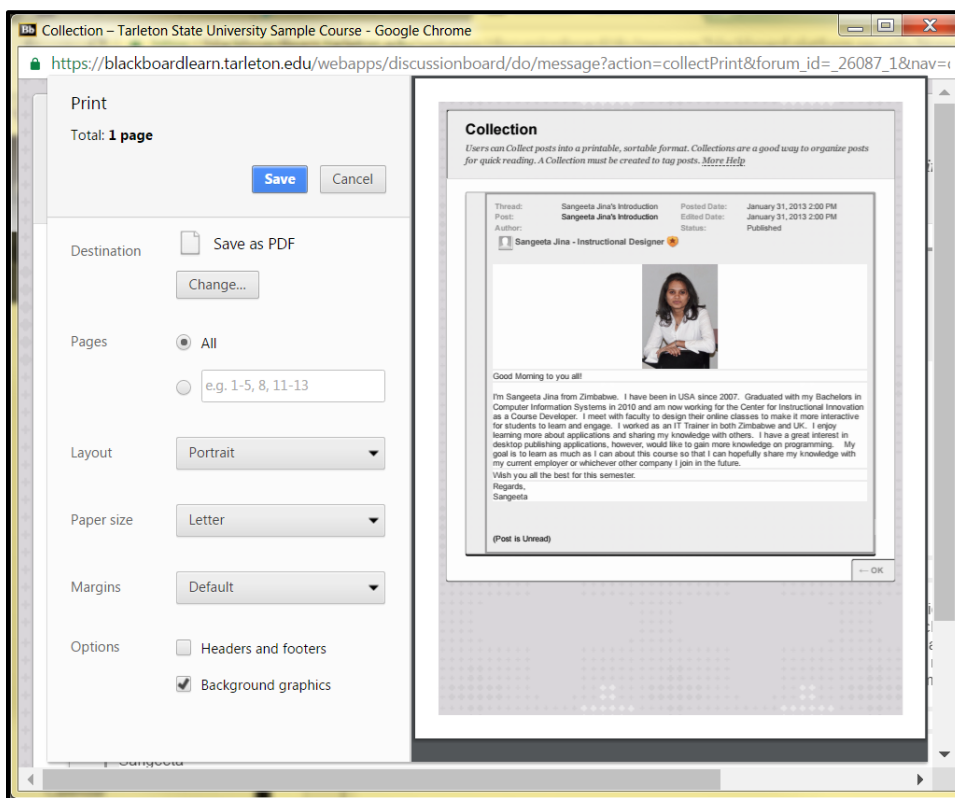 Bb Collection – Tarleton State University Sample Course - Google Chrome
https://blackboardlearn.tarleton.edu/webapps/discussionboard/do/message?action=collectPrint&forum_id=_26087_1&nav=
Print
Total: 1 page
Save Cancel
Destination Save as PDF
Change...
Pages All
e.g. 1-5, 8, 11-13
Layout Portrait
Paper size Letter
Margins Default
Options Headers and footers
Background graphics
Collection
Users can Collect posts into a printable, sortable format. Collections are a good way to organize posts
for quick reading. A Collection must be created to tag posts. More Help
Thread: Sangeeta Jina's Introduction Posted Date: January 31, 2013 2:00 PM
Post: Sangeeta Jina's Introduction Edited Date: January 31, 2013 2:00 PM
Author: Status: Published
Sangeeta Jina - Instructional Designer
Good Morning to you all!
I'm Sangeeta Jina from Zimbabwe. I have been in USA since 2007. Graduated with my Bachelors in
Computer Information Systems in 2010 and am now working for the Center for Instructional Innovation
as a Course Developer. I meet with faculty to design their online classes to make it more interactive
for students to learn and engage. I worked as an IT Trainer in both Zimbabwe and UK. I enjoy
learning more about applications and sharing my knowledge with others. I have a great interest in
desktop publishing applications, however, would like to gain more knowledge on programming. My
goal is to learn as much as I can about this course so that I can hopefully share my knowledge with
my current employer or whichever other company I join in the future.
Wish you all the best for this semester.
Regards,
Sangeeta
(Post is Unread)
← OK